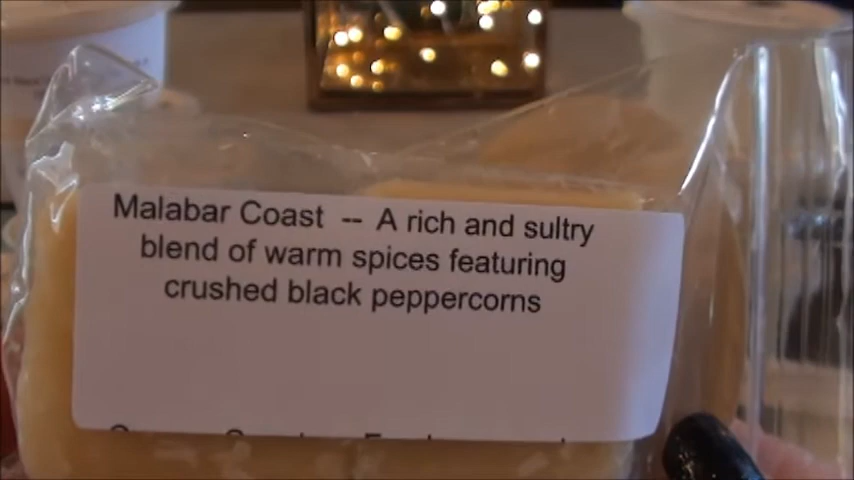 Malabar Coast -- A rich and sultry
blend of warm spices featuring
crushed black peppercorns